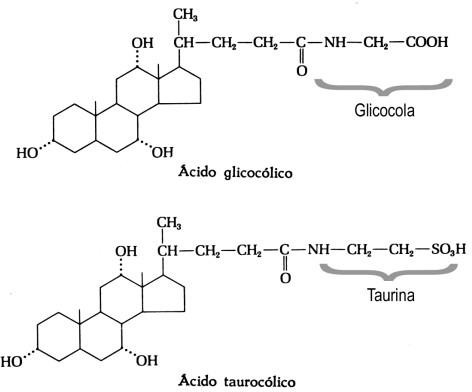 CH₃
OH
CH—CH₂—CH₂—C—NH—CH₂—COOH
O
Glicocola
HO
OH
Ácido glicocólico
CH₃
OH
CH—CH₂—CH₂—C—NH—CH₂—CH₂—SO₃H
O
Taurina
HO
OH
Ácido taurocólico